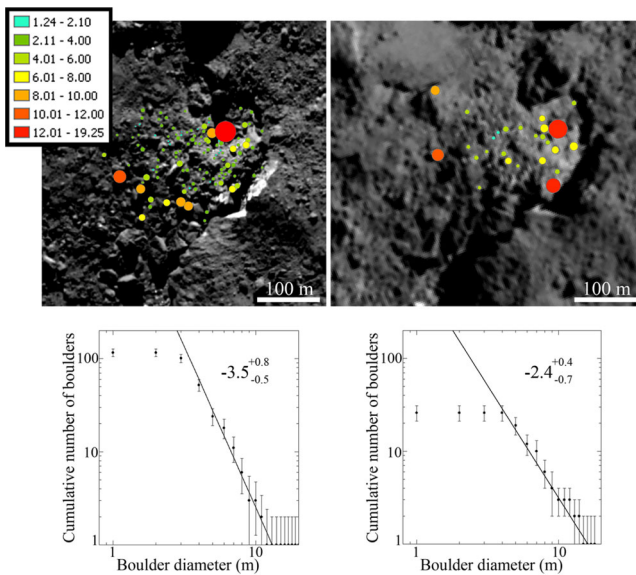 1.24 - 2.10
2.11 - 4.00
4.01 - 6.00
6.01 - 8.00
8.01 - 10.00
10.01 - 12.00
12.01 - 19.25
100 m
100 m
Cumulative number of boulders
100
10
1
-3.5 +0.8 -0.5
1
10
Boulder diameter (m)
Cumulative number of boulders
100
10
1
-2.4 +0.4 -0.7
1
10
Boulder diameter (m)